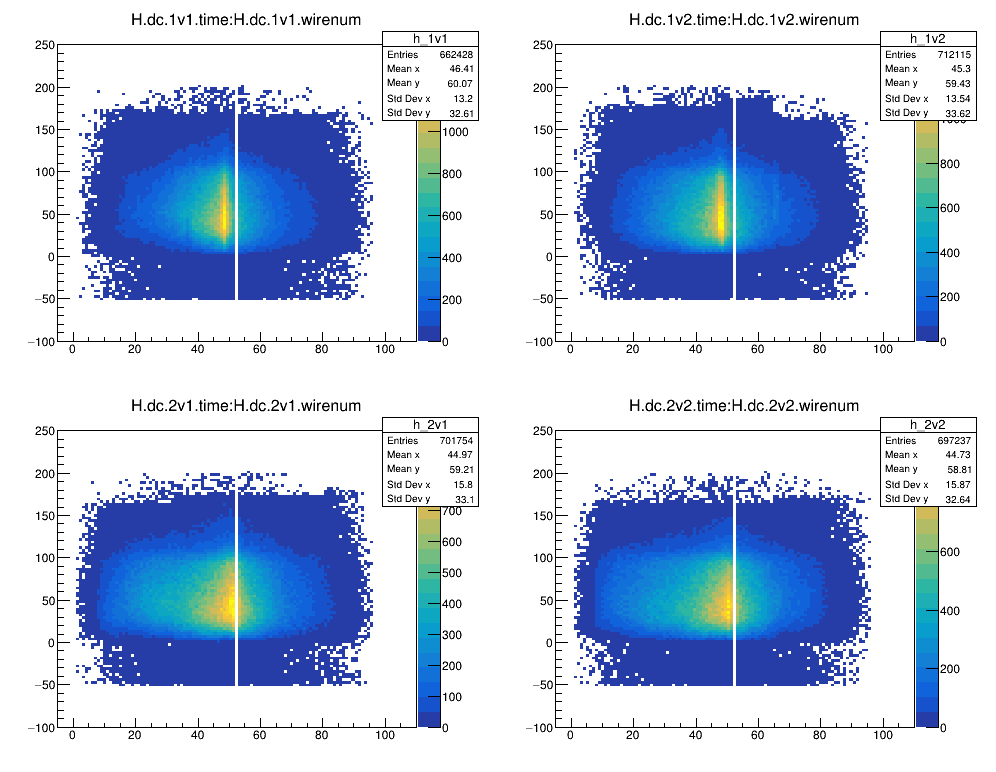 H.dc.1v1.time:H.dc.1v1.wirenum
h_1v1
Entries 662428
Mean x 46.41
Mean y 60.07
Std Dev x 13.2
Std Dev y 32.61
250
200
150
100
50
0
−50
−100
0 20 40 60 80 100
1000
800
600
400
200
0
H.dc.1v2.time:H.dc.1v2.wirenum
h_1v2
Entries 712115
Mean x 45.3
Mean y 59.43
Std Dev x 13.54
Std Dev y 33.62
250
200
150
100
50
0
−50
−100
0 20 40 60 80 100
800
600
400
200
0
H.dc.2v1.time:H.dc.2v1.wirenum
h_2v1
Entries 701754
Mean x 44.97
Mean y 59.21
Std Dev x 15.8
Std Dev y 33.1
250
200
150
100
50
0
−50
−100
0 20 40 60 80 100
700
600
500
400
300
200
100
0
H.dc.2v2.time:H.dc.2v2.wirenum
h_2v2
Entries 697237
Mean x 44.73
Mean y 58.81
Std Dev x 15.87
Std Dev y 32.64
250
200
150
100
50
0
−50
−100
0 20 40 60 80 100
600
400
200
0